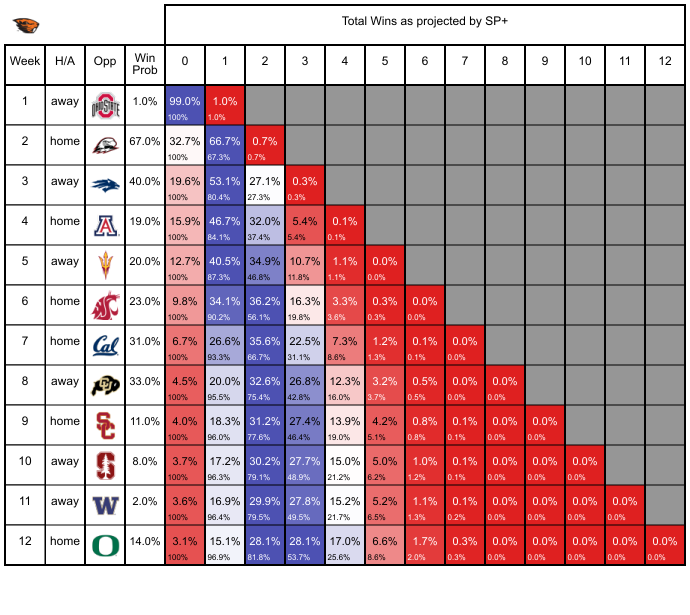 Total Wins as projected by SP+
Week H/A Opp Win Prob 0 1 2 3 4 5 6 7 8 9 10 11 12
1 away OHIO STATE 1.0% 99.0% 1.0%
100% 1.0%
2 home 67.0% 32.7% 66.7% 0.7%
100% 67.3% 0.7%
3 away 40.0% 19.6% 53.1% 27.1% 0.3%
100% 80.4% 27.3% 0.3%
4 home A 19.0% 15.9% 46.7% 32.0% 5.4% 0.1%
100% 84.1% 37.4% 5.4% 0.1%
5 away 20.0% 12.7% 40.5% 34.9% 10.7% 1.1% 0.0%
100% 87.3% 46.8% 11.8% 1.1% 0.0%
6 home 23.0% 9.8% 34.1% 36.2% 16.3% 3.3% 0.3% 0.0%
100% 90.2% 56.1% 19.8% 3.6% 0.3% 0.0%
7 home Cal 31.0% 6.7% 26.6% 35.6% 22.5% 7.3% 1.2% 0.1% 0.0%
100% 93.3% 66.7% 31.1% 8.6% 1.3% 0.1% 0.0%
8 away CU 33.0% 4.5% 20.0% 32.6% 26.8% 12.3% 3.2% 0.5% 0.0% 0.0%
100% 95.5% 75.4% 42.8% 16.0% 3.7% 0.5% 0.0% 0.0%
9 home SC 11.0% 4.0% 18.3% 31.2% 27.4% 13.9% 4.2% 0.8% 0.1% 0.0% 0.0%
100% 96.0% 77.6% 46.4% 19.0% 5.1% 0.8% 0.1% 0.0% 0.0%
10 away S 8.0% 3.7% 17.2% 30.2% 27.7% 15.0% 5.0% 1.0% 0.1% 0.0% 0.0% 0.0%
100% 96.3% 79.1% 48.9% 21.2% 6.2% 1.2% 0.1% 0.0% 0.0% 0.0%
11 away W 2.0% 3.6% 16.9% 29.9% 27.8% 15.2% 5.2% 1.1% 0.1% 0.0% 0.0% 0.0% 0.0%
100% 96.4% 79.5% 49.5% 21.7% 6.5% 1.3% 0.2% 0.0% 0.0% 0.0% 0.0%
12 home O 14.0% 3.1% 15.1% 28.1% 28.1% 17.0% 6.6% 1.7% 0.3% 0.0% 0.0% 0.0% 0.0% 0.0%
100% 96.9% 81.8% 53.7% 25.6% 8.6% 2.0% 0.3% 0.0% 0.0% 0.0% 0.0% 0.0%